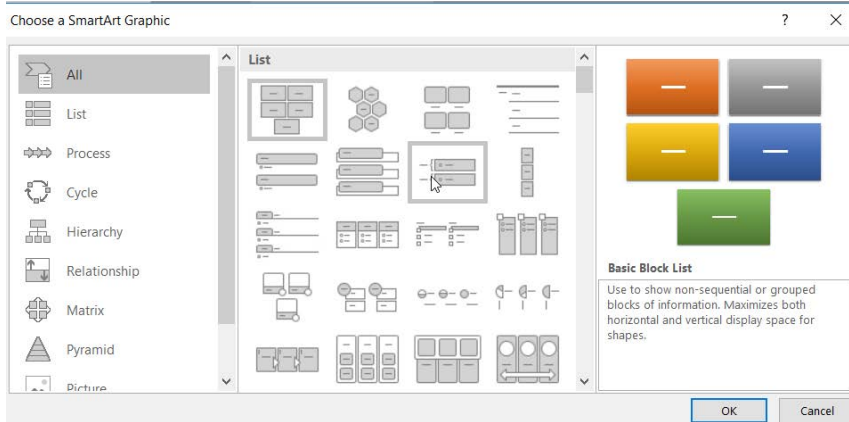 Choose a SmartArt Graphic
?
All
List
Process
Cycle
Hierarchy
Relationship
Matrix
Pyramid
Picture
List
Basic Block List
Use to show non-sequential or grouped
blocks of information. Maximizes both
horizontal and vertical display space for
shapes.
OK
Cancel